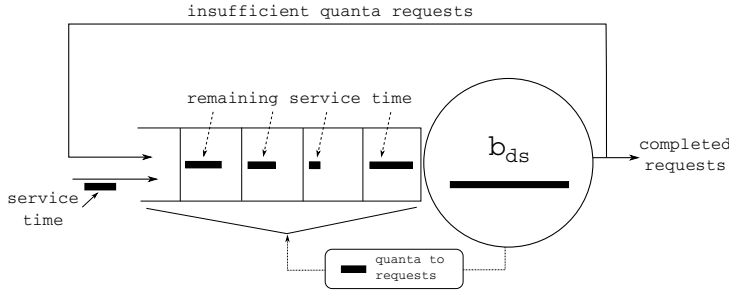 insufficient quanta requests
remaining service time
b_ds
completed
requests
service
time
quanta to
requests